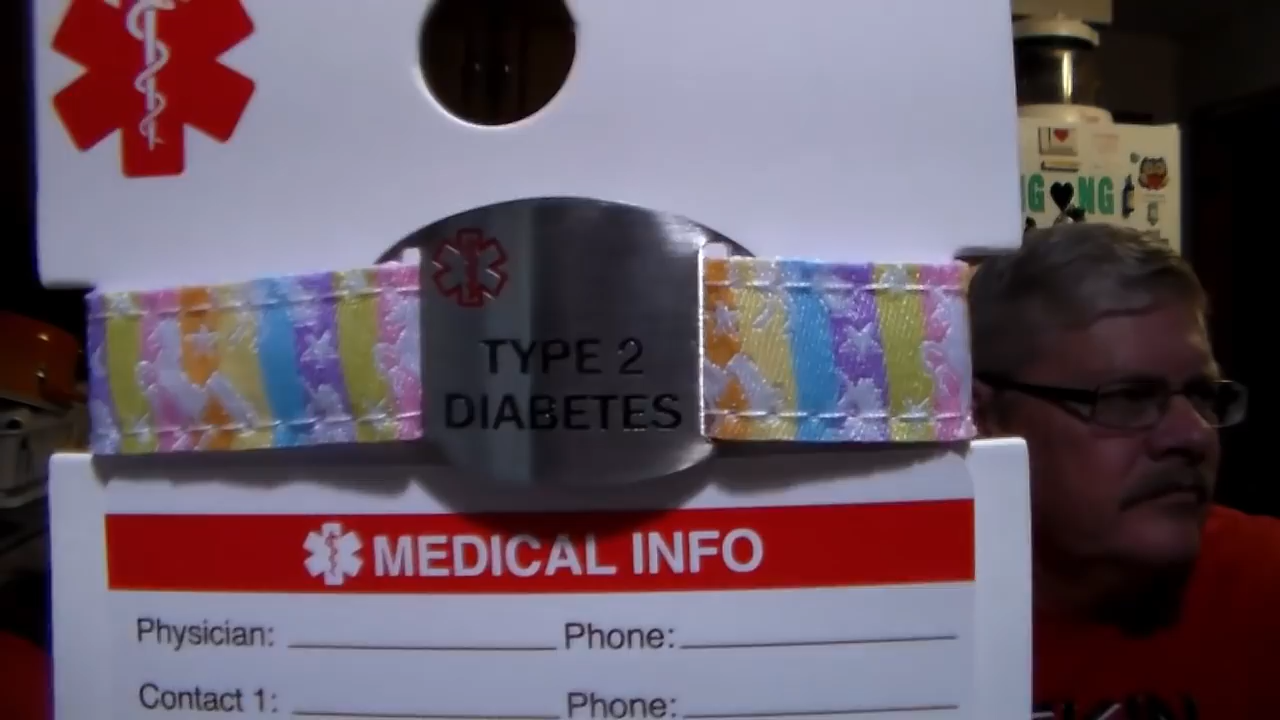 TYPE 2
DIABETES
MEDICAL INFO
Physician: Phone:
Contact 1: Phone: